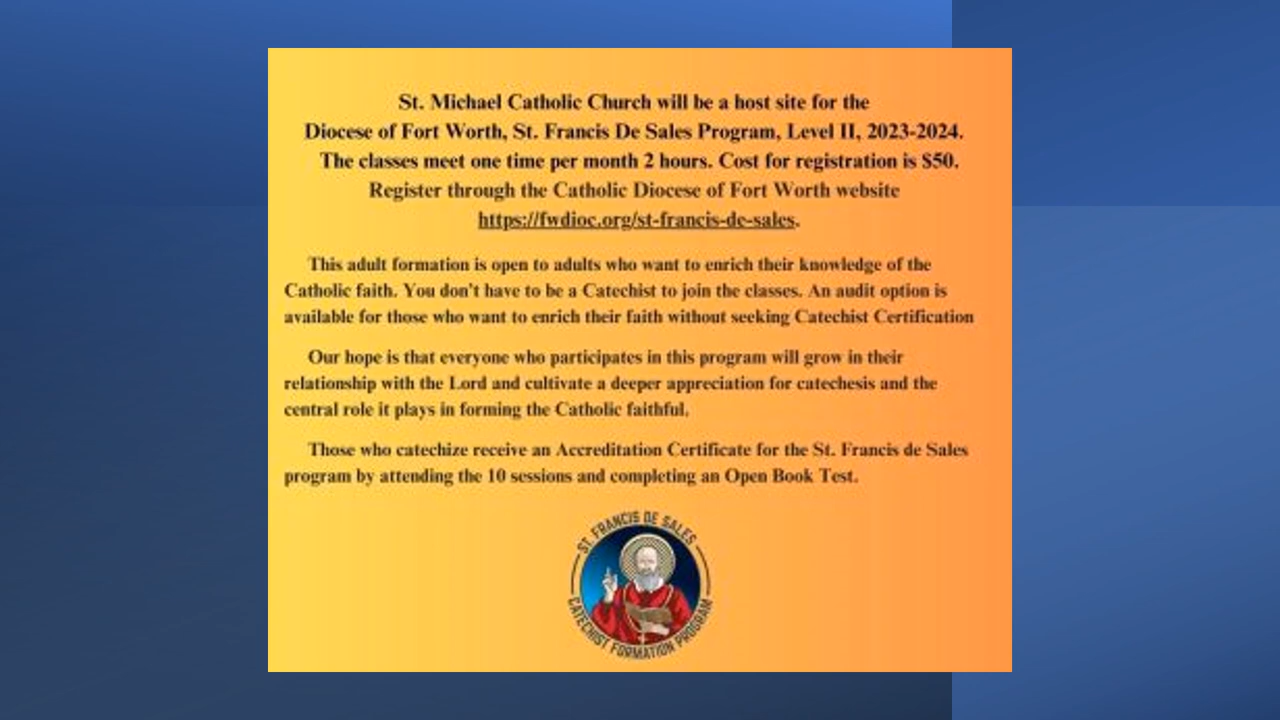 St. Michael Catholic Church will be a host site for the
Diocese of Fort Worth, St. Francis De Sales Program, Level II, 2023-2024.
The classes meet one time per month 2 hours. Cost for registration is $50.
Register through the Catholic Diocese of Fort Worth website
https://fwdioc.org/st-francis-de-sales.
This adult formation is open to adults who want to enrich their knowledge of the
Catholic faith. You don't have to be a Catechist to join the classes. An audit option is
available for those who want to enrich their faith without seeking Catechist Certification
Our hope is that everyone who participates in this program will grow in their
relationship with the Lord and cultivate a deeper appreciation for catechesis and the
central role it plays in forming the Catholic faithful.
Those who catechize receive an Accreditation Certificate for the St. Francis de Sales
program by attending the 10 sessions and completing an Open Book Test.
ST. FRANCIS DE SALES
CATECHIST FORMATION PROGRAM